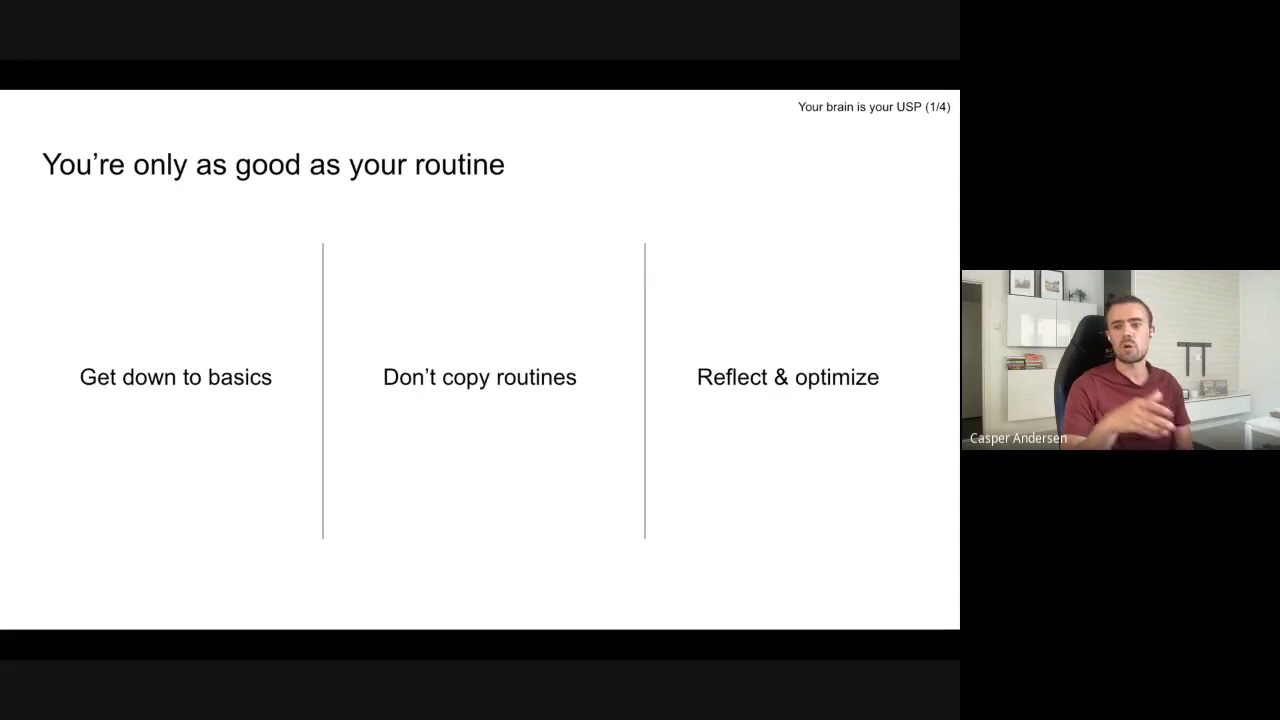 Your brain is your USP (1/4)
You’re only as good as your routine
Get down to basics
Don’t copy routines
Reflect & optimize
Casper Andersen